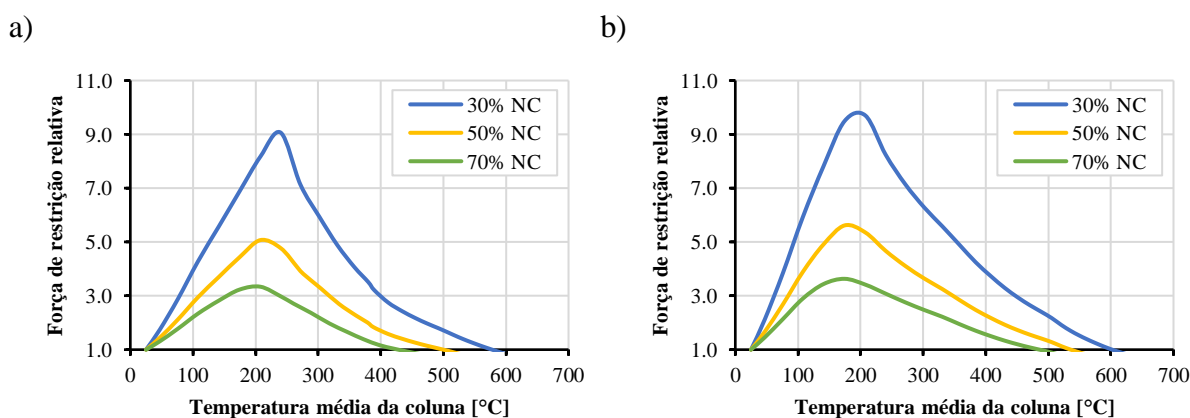 a)
11.0
9.0
7.0
5.0
3.0
1.0
Força de restrição relativa
30% NC
50% NC
70% NC
0 100 200 300 400 500 600 700
Temperatura média da coluna [°C]
b)
11.0
9.0
7.0
5.0
3.0
1.0
Força de restrição relativa
30% NC
50% NC
70% NC
0 100 200 300 400 500 600 700
Temperatura média da coluna [°C]